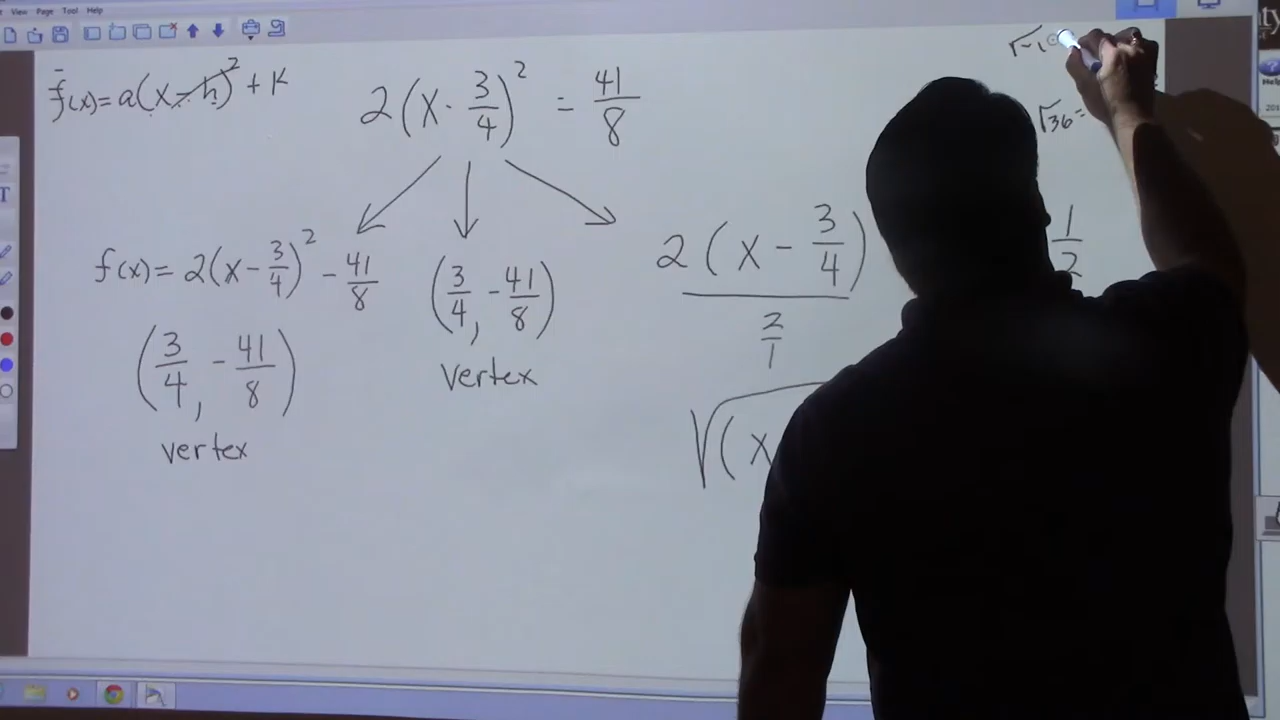 View Page Tool Help
f(x) = a(x - h)² + k
2(x - 3/4)² = 41/8
f(x) = 2(x - 3/4)² - 41/8
(3/4, -41/8)
vertex
(3/4, -41/8)
vertex
2(x - 3/4)
2/1
1/2
√(x
√36 =
T
Help